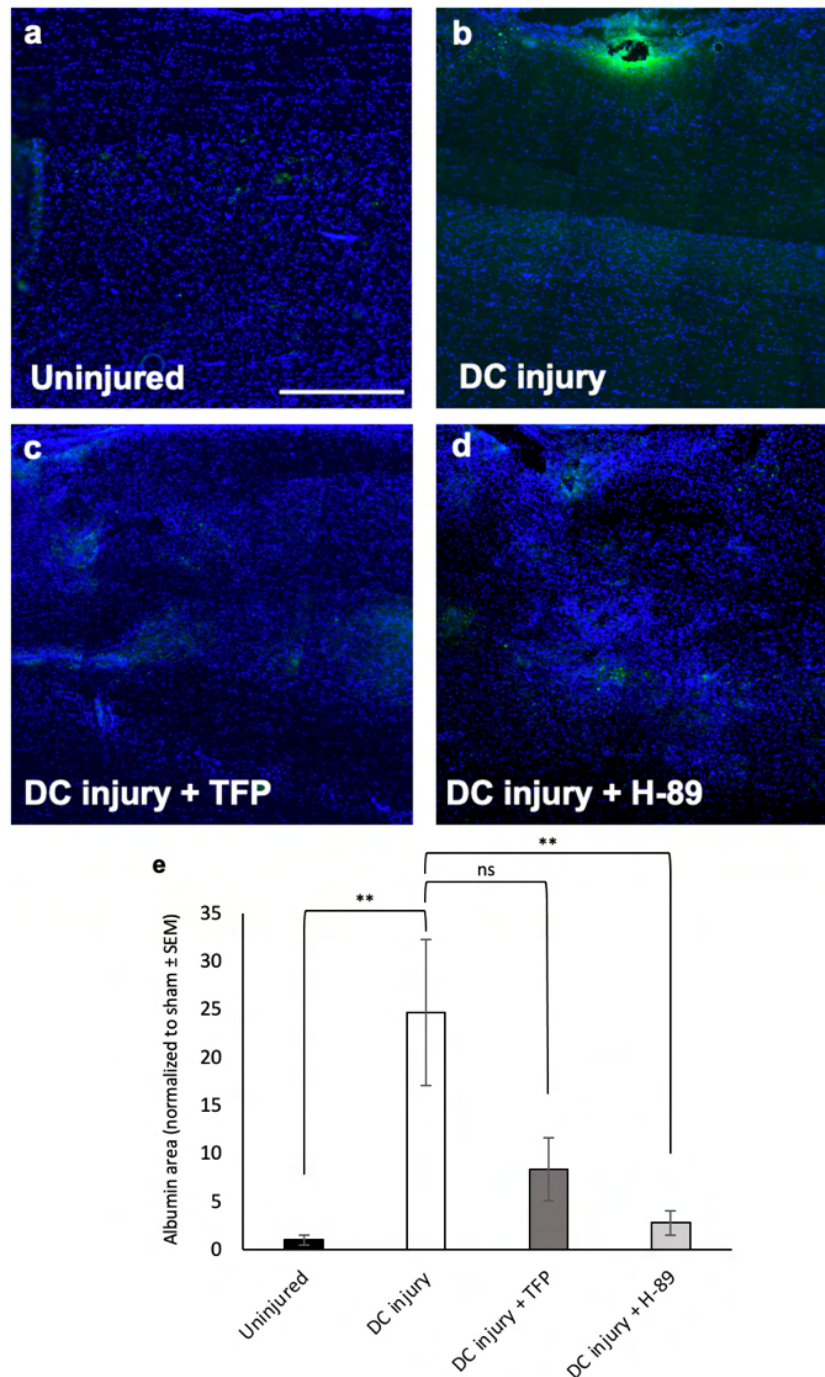 a
Uninjured
b
DC injury
c
DC injury + TFP
d
DC injury + H-89
e
**
ns
**
Albumin area (normalized to sham ± SEM)
35
30
25
20
15
10
5
0
Uninjured
DC injury
DC injury + TFP
DC injury + H-89